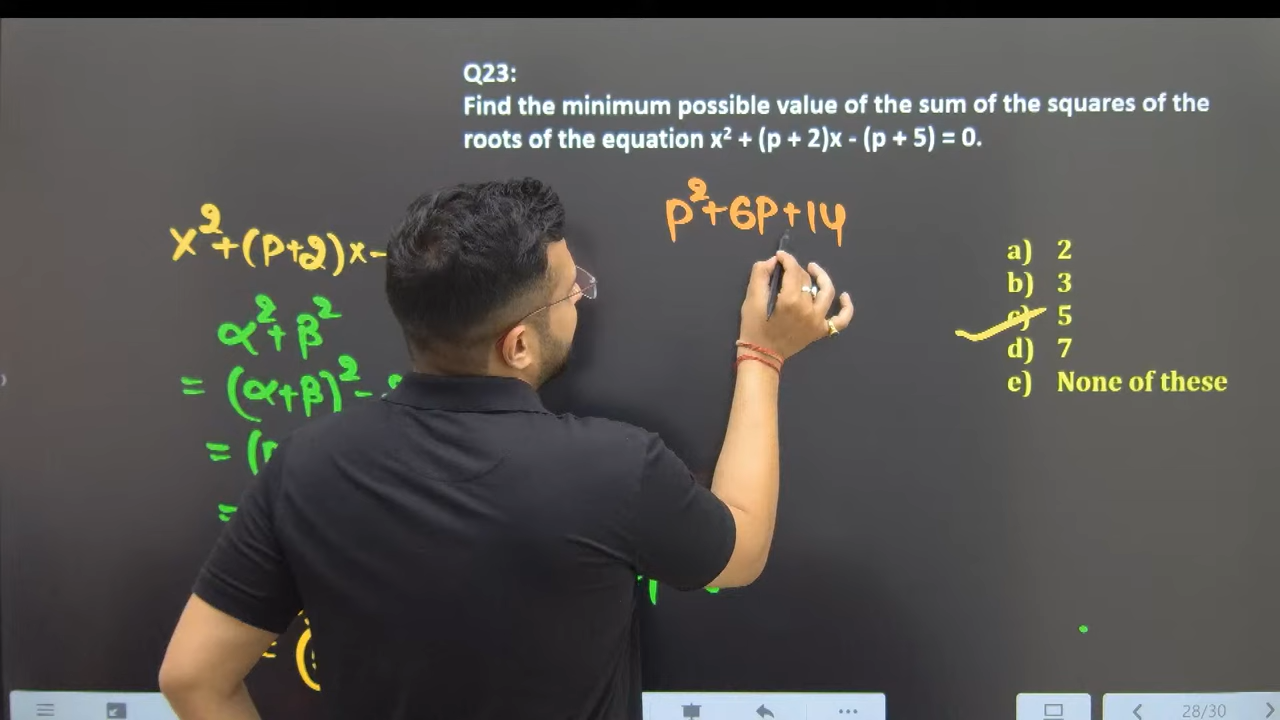 Q23:
Find the minimum possible value of the sum of the squares of the
roots of the equation x² + (p + 2)x - (p + 5) = 0.
x²+(P+2)x-
α²+β²
= (α+β)²-
= (
=
= (
P²+6P+14
a) 2
b) 3
c) 5
d) 7
e) None of these
28/30